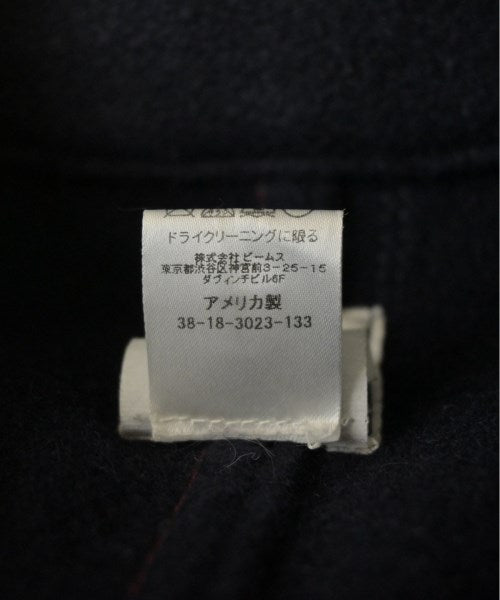 ドライクリーニングに限る
株式会社ビームス
東京都渋谷区神宮前3-25-15
ダヴィンチビル6F
アメリカ製
38-18-3023-133